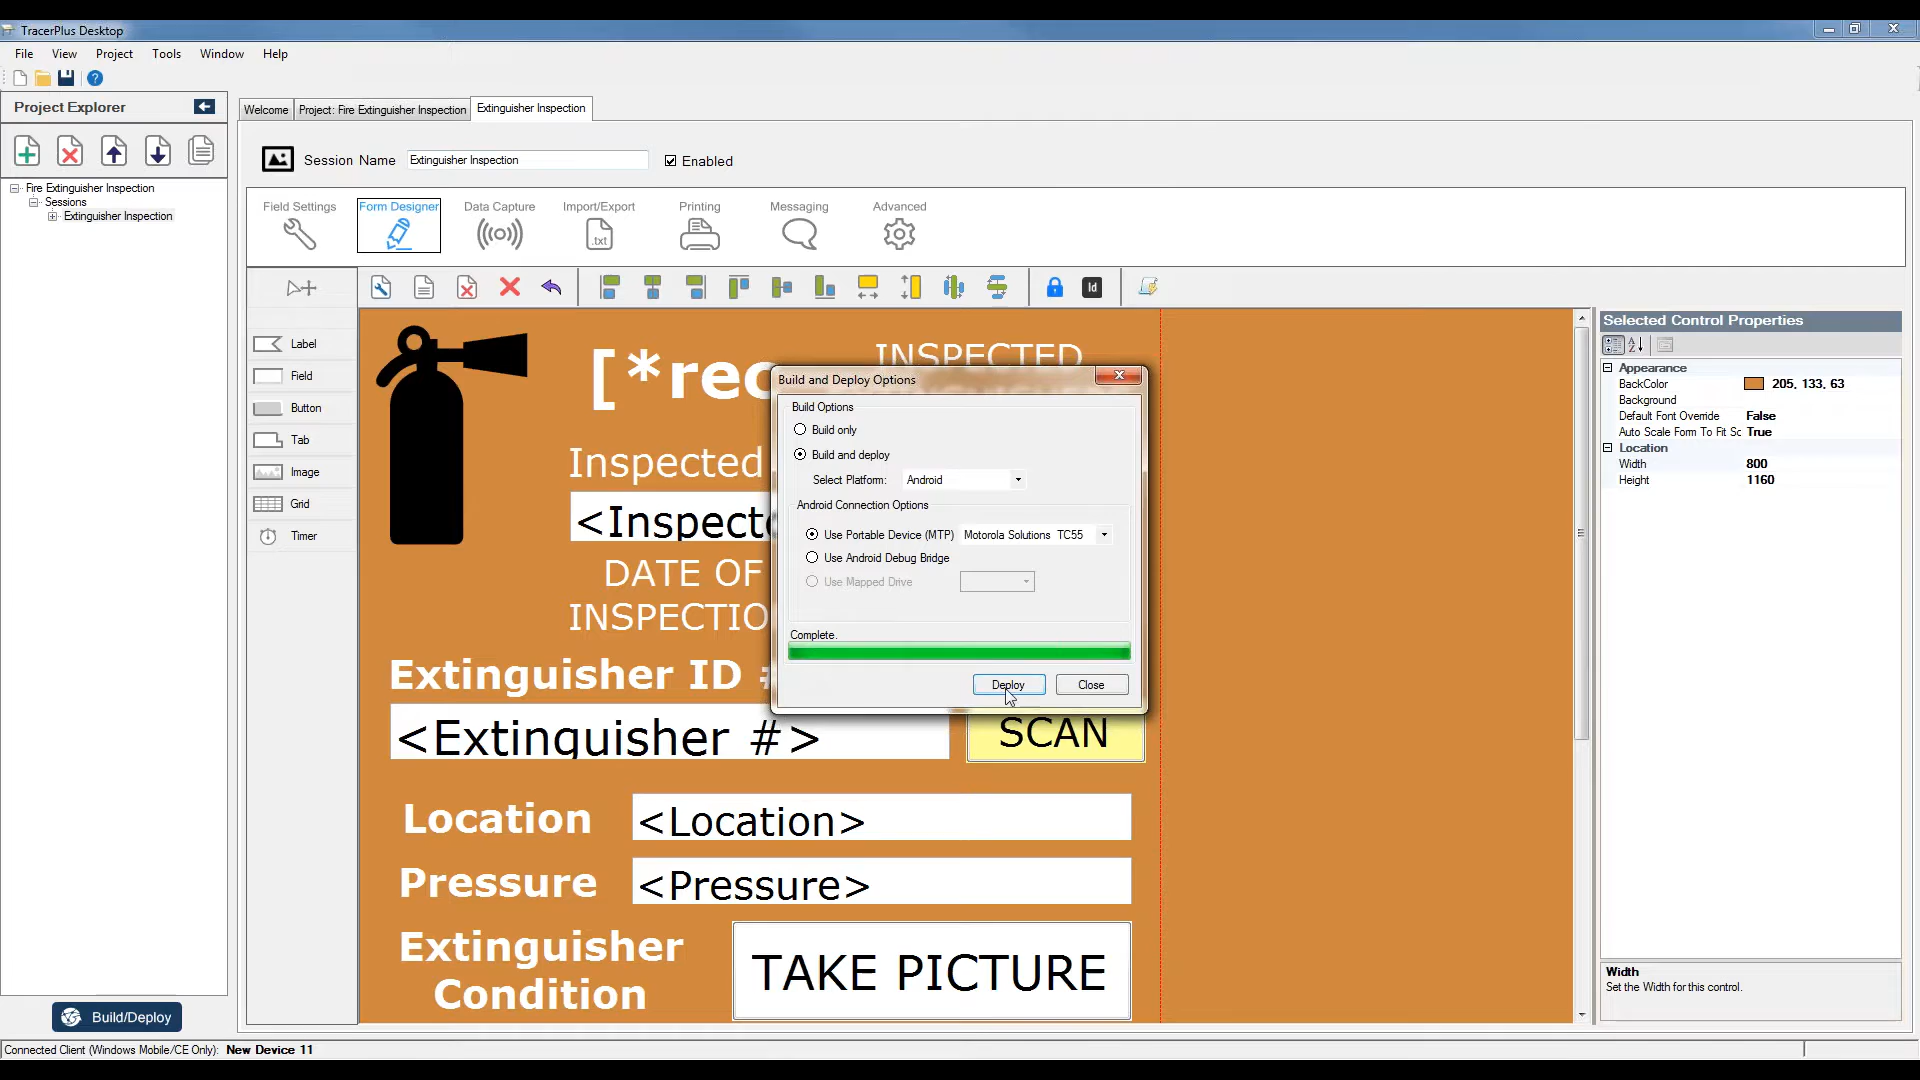 TracerPlus Desktop
File View Project Tools Window Help
Project Explorer
Welcome Project: Fire Extinguisher Inspection Extinguisher Inspection
Session Name Extinguisher Inspection Enabled
Fire Extinguisher Inspection
Sessions
Extinguisher Inspection
Field Settings Form Designer Data Capture Import/Export Printing Messaging Advanced
.txt
Id
Label
Field
Button
Tab
Image
Grid
Timer
[*rec
INSPECTED
Inspected
<Inspecto
DATE OF
INSPECTIO
Extinguisher ID #
<Extinguisher #> SCAN
Location <Location>
Pressure <Pressure>
Extinguisher
Condition
TAKE PICTURE
Build and Deploy Options
Build Options
Build only
Build and deploy
Select Platform: Android
Android Connection Options
Use Portable Device (MTP) Motorola Solutions TC55
Use Android Debug Bridge
Use Mapped Drive
Complete.
Deploy Close
Selected Control Properties
Appearance
BackColor 205, 133, 63
Background
Default Font Override False
Auto Scale Form To Fit Sc True
Location
Width 800
Height 1160
Width
Set the Width for this control.
Build/Deploy
Connected Client (Windows Mobile/CE Only): New Device 11